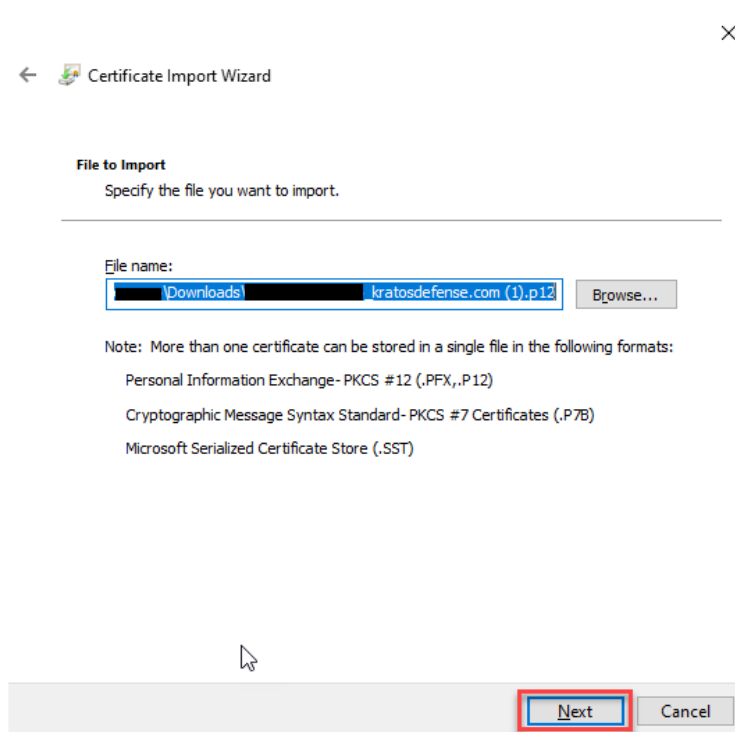 Certificate Import Wizard
File to Import
Specify the file you want to import.
File name:
\Downloads\ kratosdefense.com (1).p12
Browse...
Note: More than one certificate can be stored in a single file in the following formats:
Personal Information Exchange- PKCS #12 (.PFX,.P12)
Cryptographic Message Syntax Standard- PKCS #7 Certificates (.P7B)
Microsoft Serialized Certificate Store (.SST)
Next Cancel